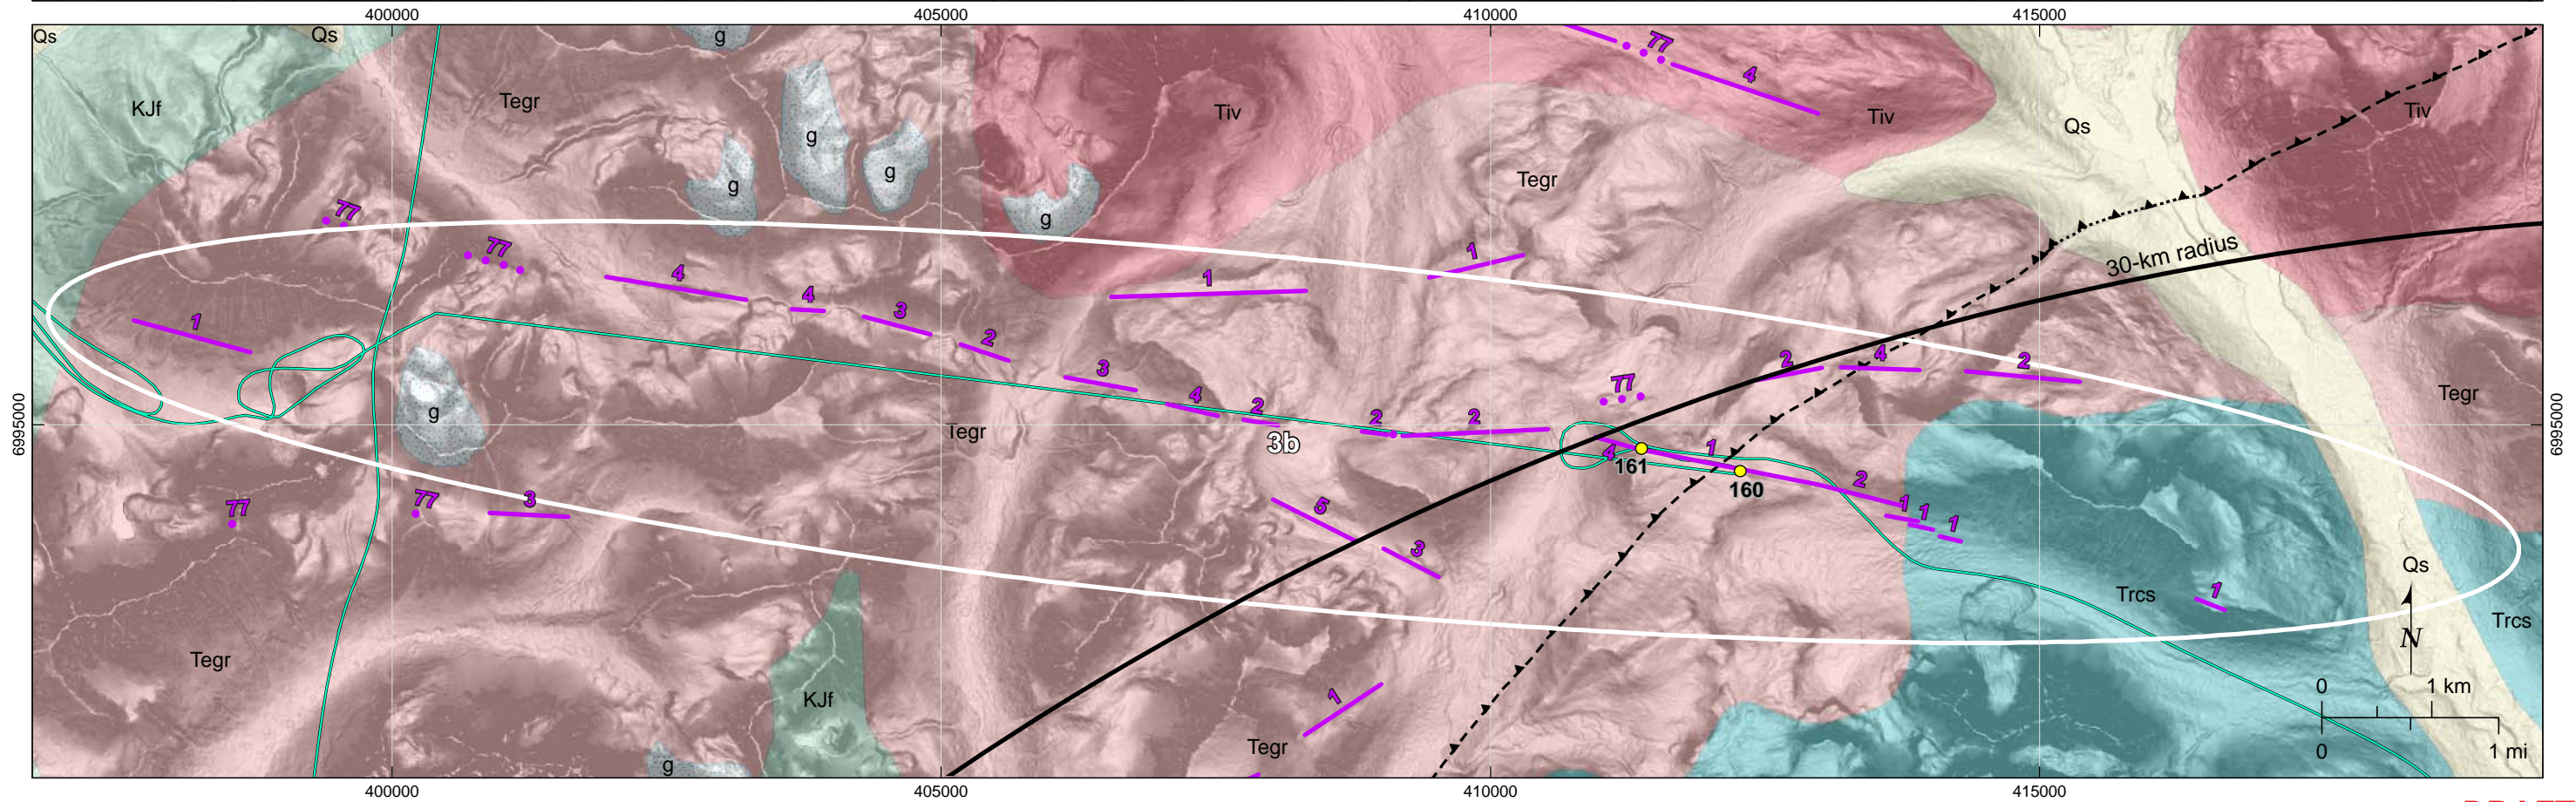 400000 405000 410000 415000
Qs Qs g 77 4
KJf Tegr Tiv Tiv Qs Tiv
g g g g Tegr
77 77 4 4 3 2 1 1 30-km radius
1 3 4 2 2 2 77 2 4 2
g Tegr 3b Tegr
6995000 6995000
4 161 1 160 2 1 1 1
77 77 3 5 3
Qs
Trcs 1 Trcs
N
Tegr KJf 1 Tegr g
0 1 km
0 1 mi
400000 405000 410000 415000